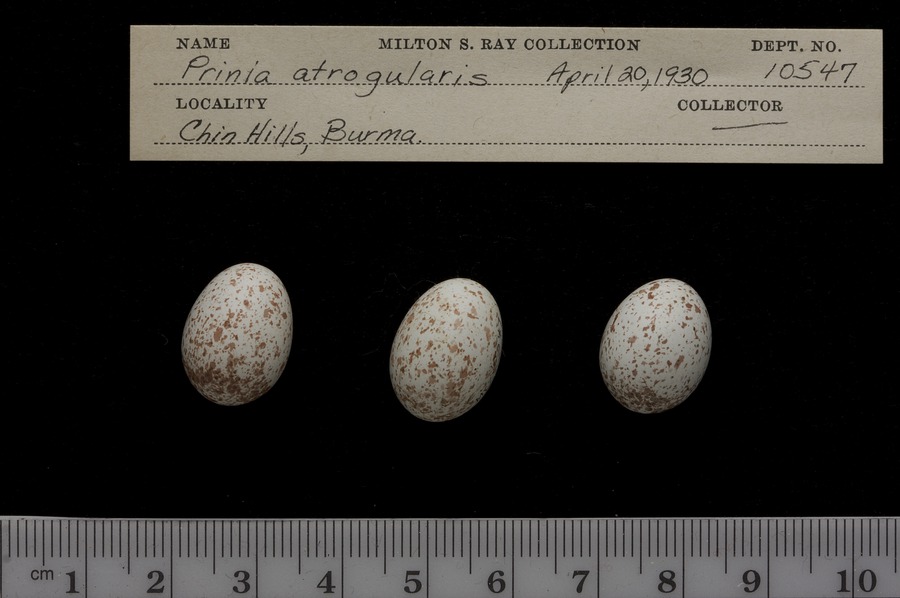 NAME MILTON S. RAY COLLECTION DEPT. NO.
Prinia atrogularis April 20, 1930 10547
LOCALITY COLLECTOR
Chin Hills, Burma.
cm 1 2 3 4 5 6 7 8 9 10